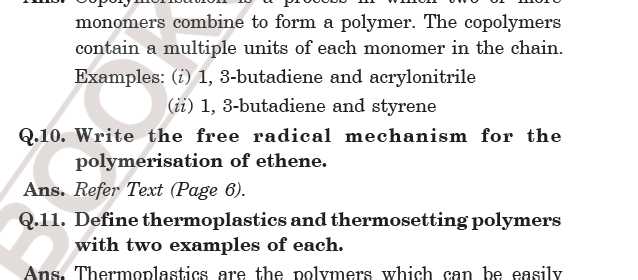 Ans. Copolymerisation is a process in which two or more
monomers combine to form a polymer. The copolymers
contain a multiple units of each monomer in the chain.
Examples: (i) 1, 3-butadiene and acrylonitrile
(ii) 1, 3-butadiene and styrene
Q.10. Write the free radical mechanism for the
polymerisation of ethene.
Ans. Refer Text (Page 6).
Q.11. Define thermoplastics and thermosetting polymers
with two examples of each.
Ans. Thermoplastics are the polymers which can be easily
BOOK